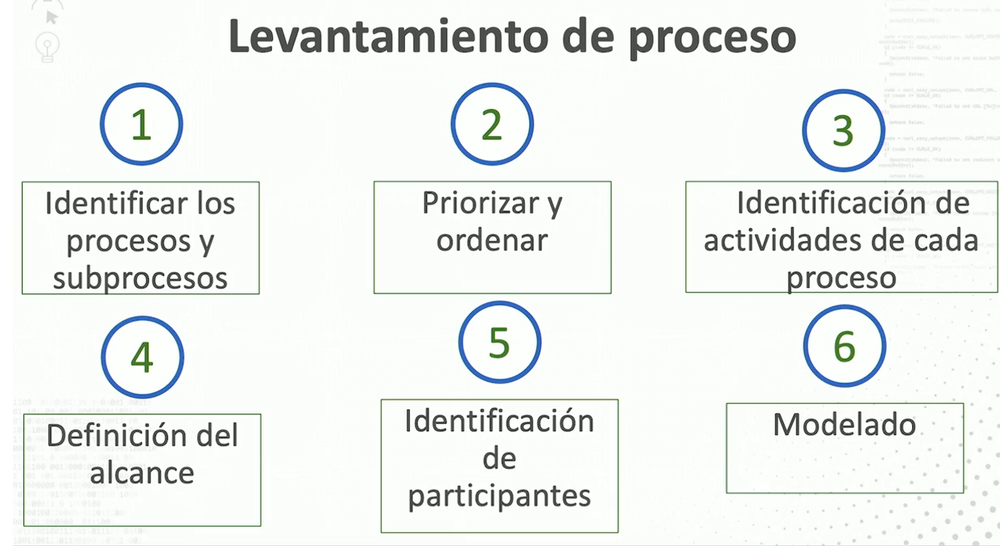 Levantamiento de proceso
1
2
3
Identificar los
procesos y
subprocesos
Priorizar y
ordenar
Identificación de
actividades de cada
proceso
4
5
6
Definición del
alcance
Identificación
de
participantes
Modelado